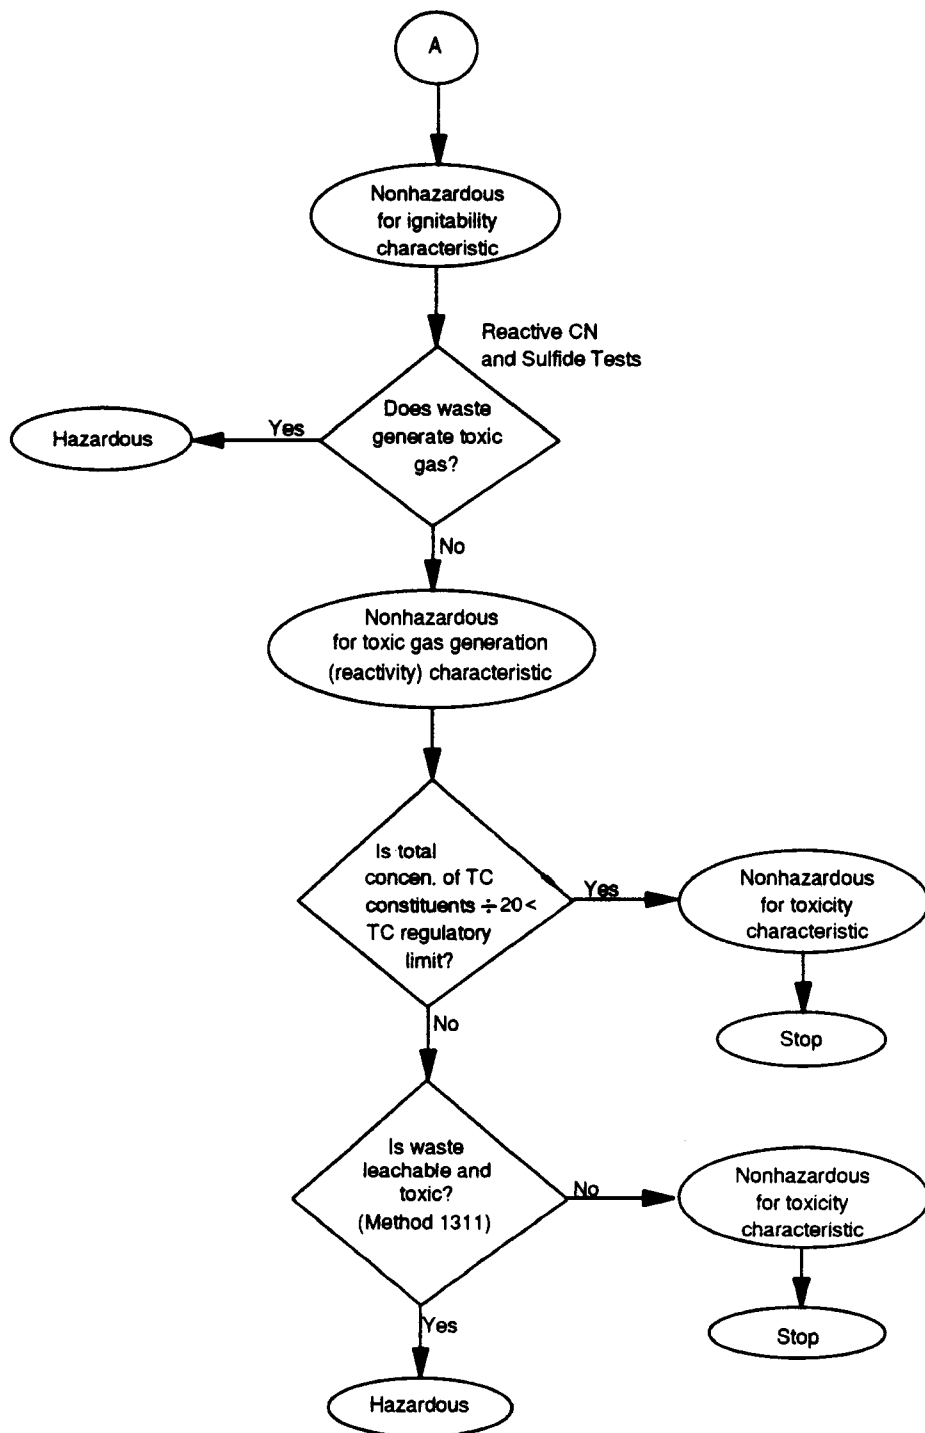 A
Nonhazardous
for ignitability
characteristic
Reactive CN
and Sulfide Tests
Does waste
generate toxic
gas?
Yes
Hazardous
No
Nonhazardous
for toxic gas generation
(reactivity) characteristic
Is total
concen. of TC
constituents ÷ 20 <
TC regulatory
limit?
Yes
Nonhazardous
for toxicity
characteristic
Stop
No
Is waste
leachable and
toxic?
(Method 1311)
No
Nonhazardous
for toxicity
characteristic
Stop
Yes
Hazardous